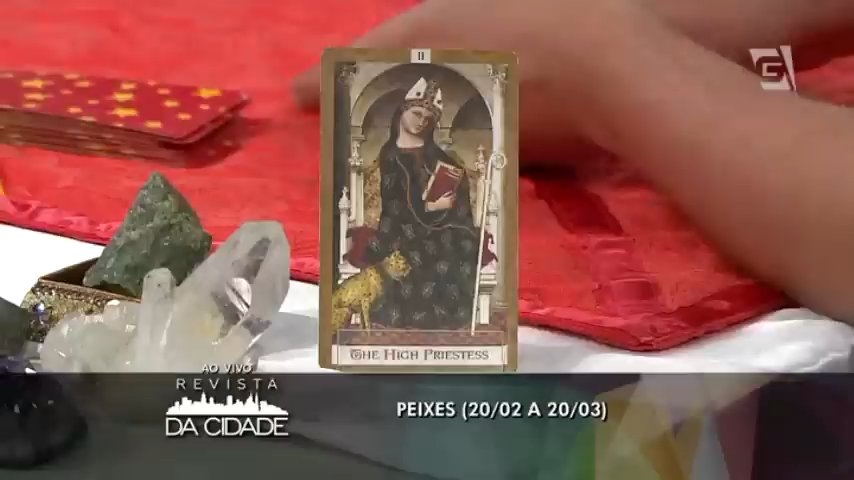 II
G
THE HIGH PRIESTESS
AO VIVO
REVISTA
DA CIDADE
PEIXES (20/02 A 20/03)